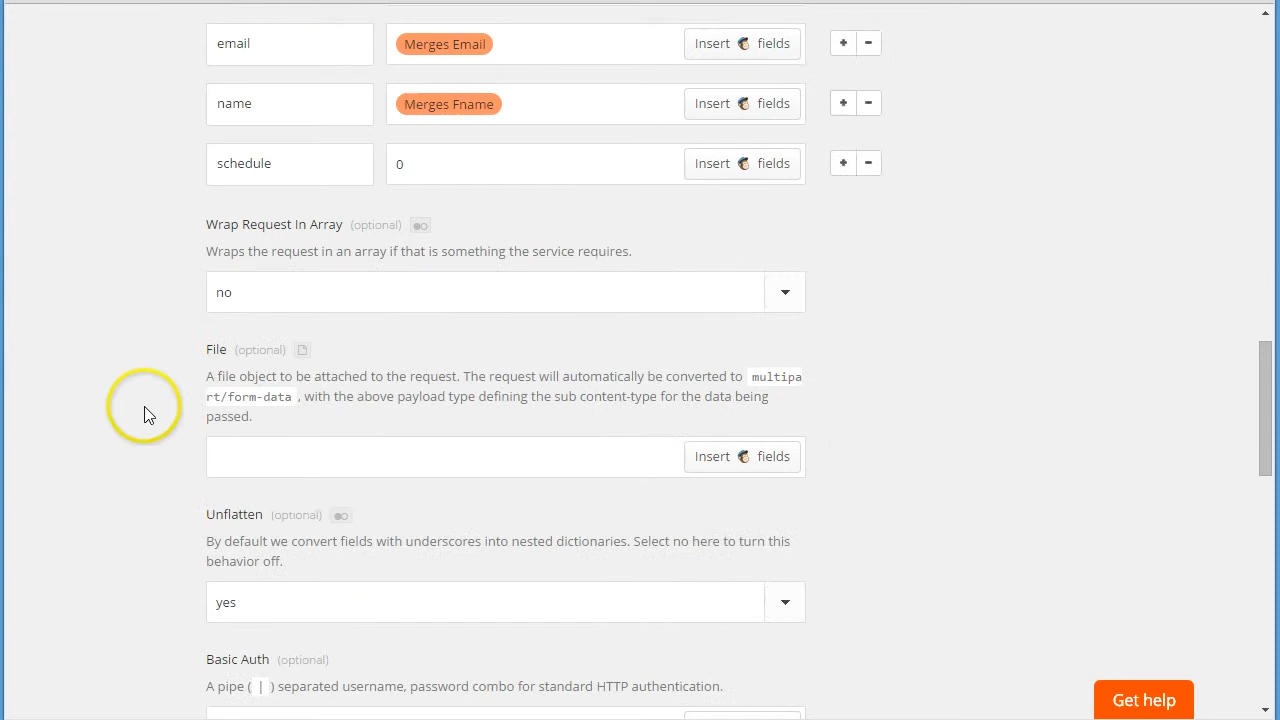 email Merges Email Insert fields + -
name Merges Fname Insert fields + -
schedule 0 Insert fields + -
Wrap Request In Array (optional)
Wraps the request in an array if that is something the service requires.
no
File (optional)
A file object to be attached to the request. The request will automatically be converted to multipa
rt/form-data , with the above payload type defining the sub content-type for the data being
passed.
Insert fields
Unflatten (optional)
By default we convert fields with underscores into nested dictionaries. Select no here to turn this
behavior off.
yes
Basic Auth (optional)
A pipe ( | ) separated username, password combo for standard HTTP authentication.
Get help